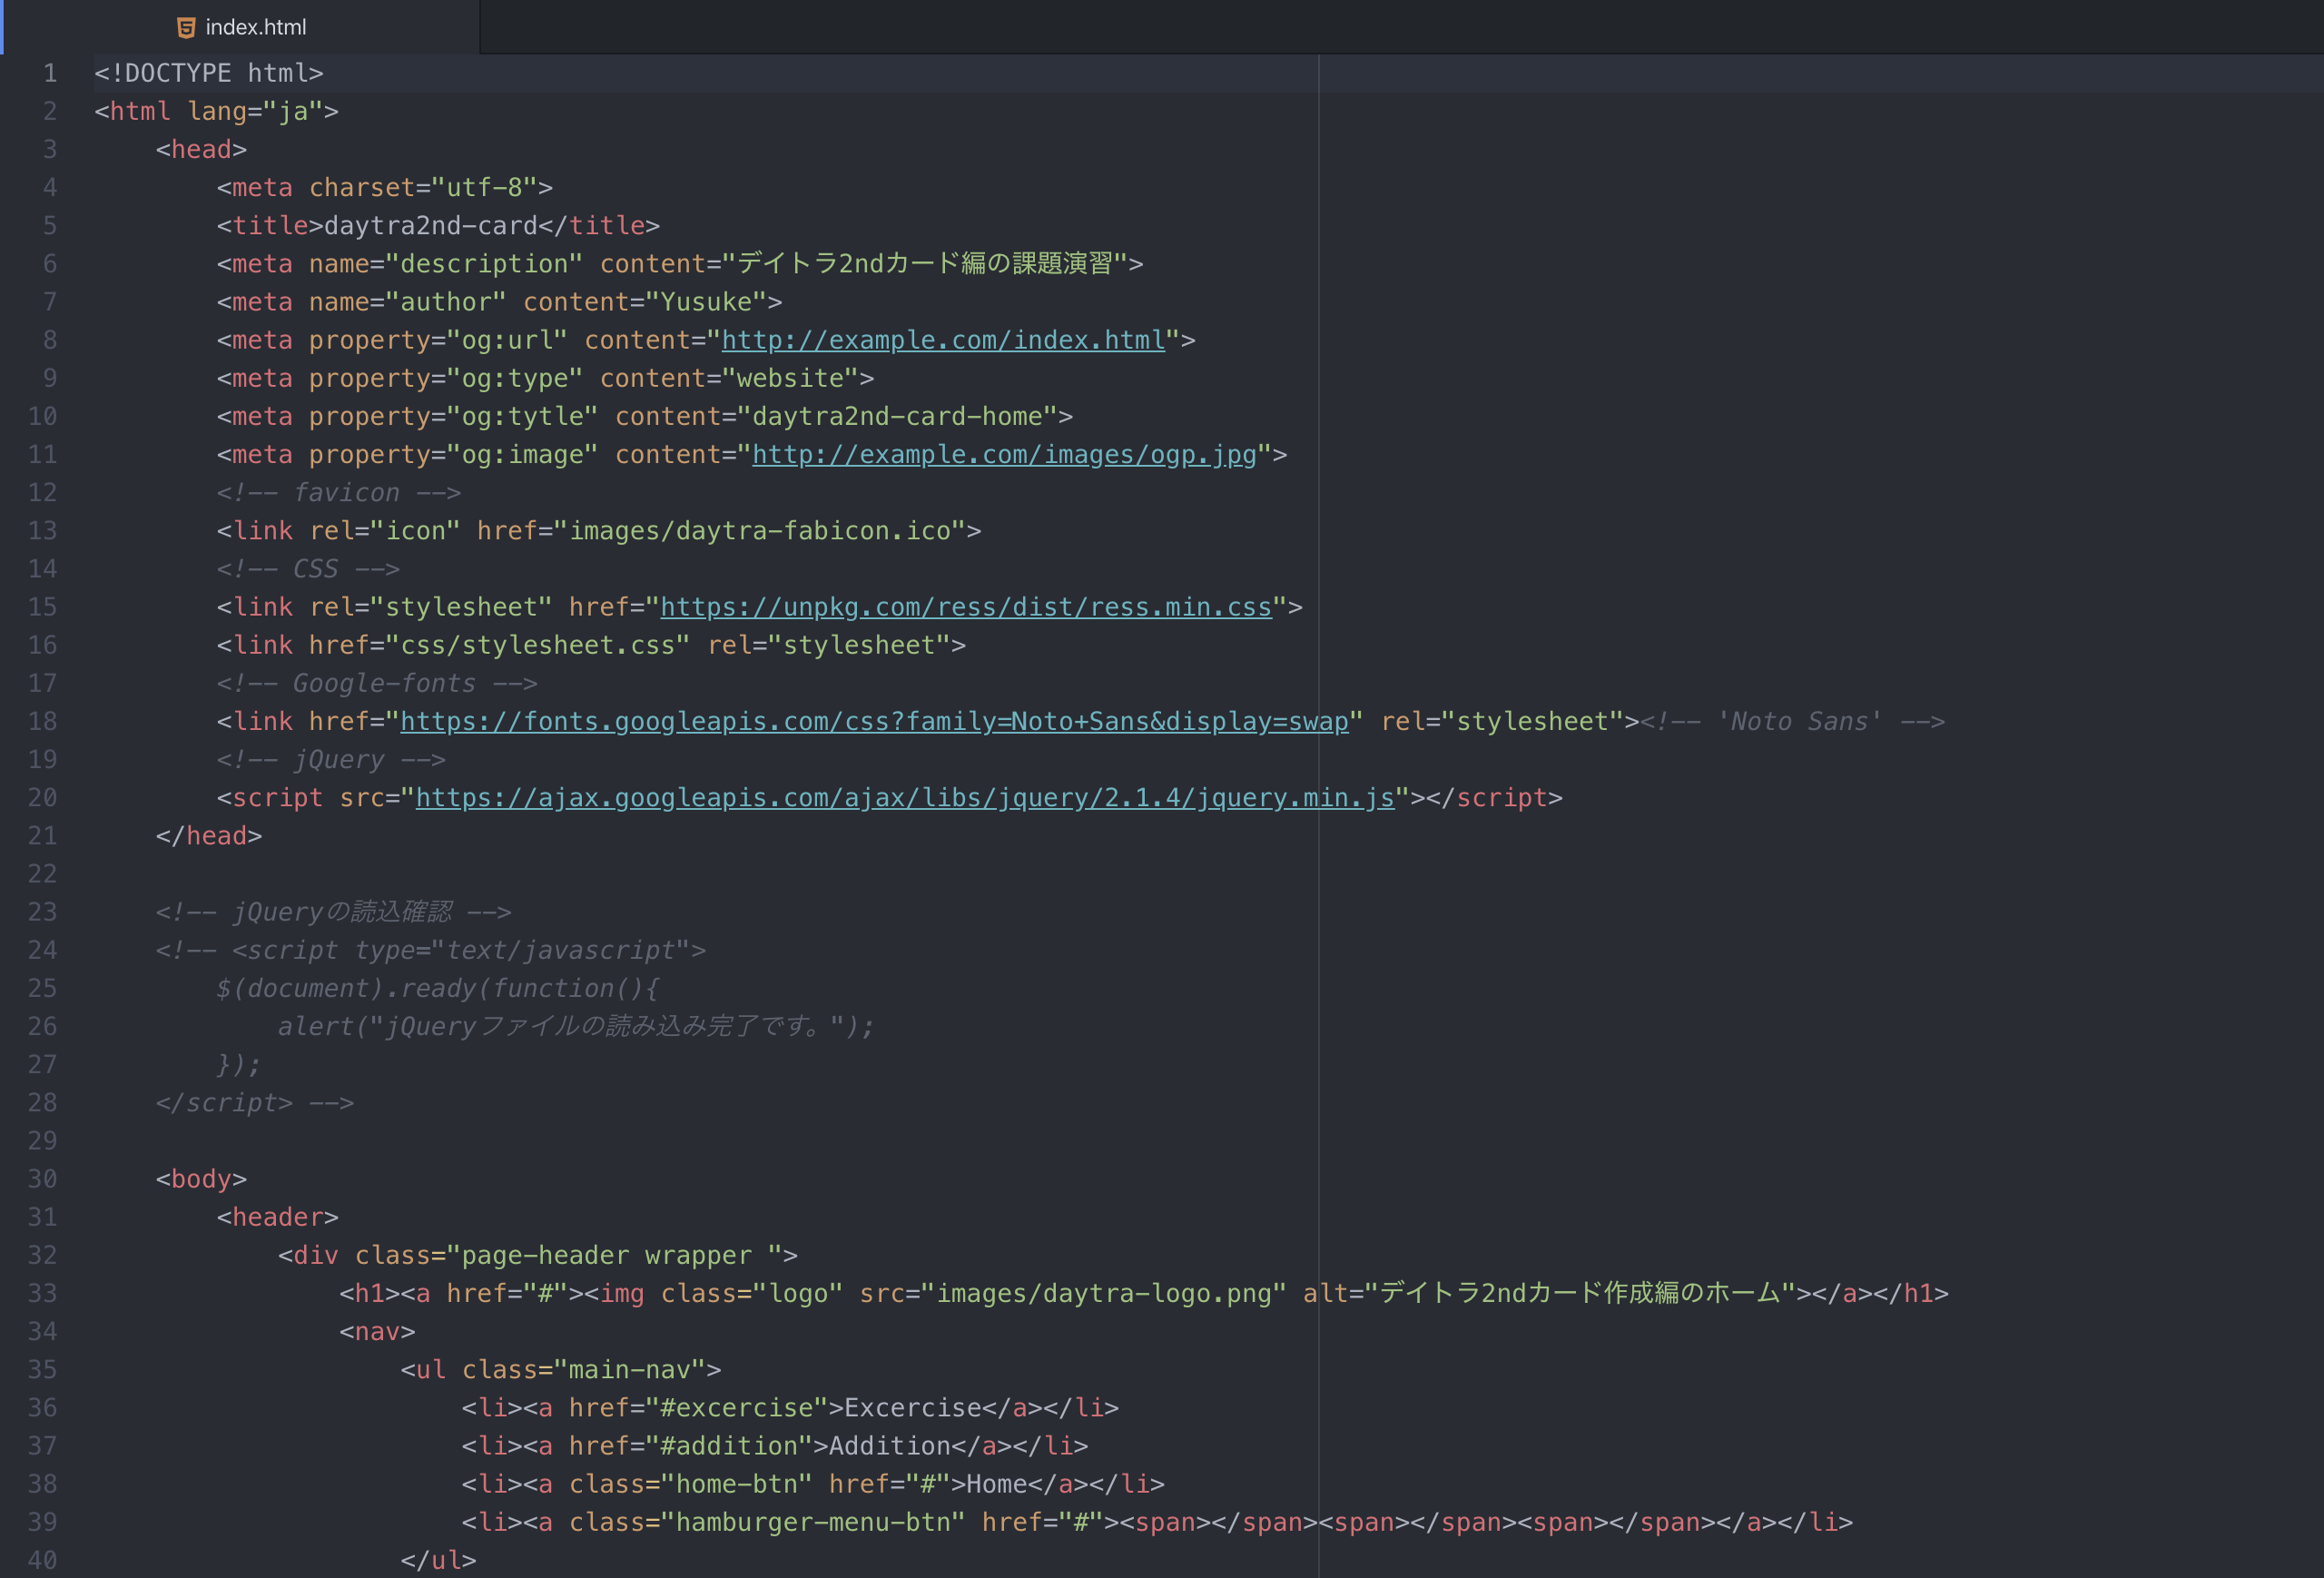 index.html
1 <!DOCTYPE html>
2 <html lang="ja">
3     <head>
4         <meta charset="utf-8">
5         <title>daytra2nd-card</title>
6         <meta name="description" content="デイトラ2ndカード編の課題演習">
7         <meta name="author" content="Yusuke">
8         <meta property="og:url" content="http://example.com/index.html">
9         <meta property="og:type" content="website">
10         <meta property="og:tytle" content="daytra2nd-card-home">
11         <meta property="og:image" content="http://example.com/images/ogp.jpg">
12         <!-- favicon -->
13         <link rel="icon" href="images/daytra-fabicon.ico">
14         <!-- CSS -->
15         <link rel="stylesheet" href="https://unpkg.com/ress/dist/ress.min.css">
16         <link href="css/stylesheet.css" rel="stylesheet">
17         <!-- Google-fonts -->
18         <link href="https://fonts.googleapis.com/css?family=Noto+Sans&display=swap" rel="stylesheet"><!-- 'Noto Sans' -->
19         <!-- jQuery -->
20         <script src="https://ajax.googleapis.com/ajax/libs/jquery/2.1.4/jquery.min.js"></script>
21     </head>
22
23     <!-- jQueryの読込確認 -->
24     <!-- <script type="text/javascript">
25         $(document).ready(function(){
26             alert("jQueryファイルの読み込み完了です。");
27         });
28     </script> -->
29
30     <body>
31         <header>
32             <div class="page-header wrapper ">
33                 <h1><a href="#"><img class="logo" src="images/daytra-logo.png" alt="デイトラ2ndカード作成編のホーム"></a></h1>
34                 <nav>
35                     <ul class="main-nav">
36                         <li><a href="#excercise">Excercise</a></li>
37                         <li><a href="#addition">Addition</a></li>
38                         <li><a class="home-btn" href="#">Home</a></li>
39                         <li><a class="hamburger-menu-btn" href="#"><span></span><span></span><span></span></a></li>
40                     </ul>